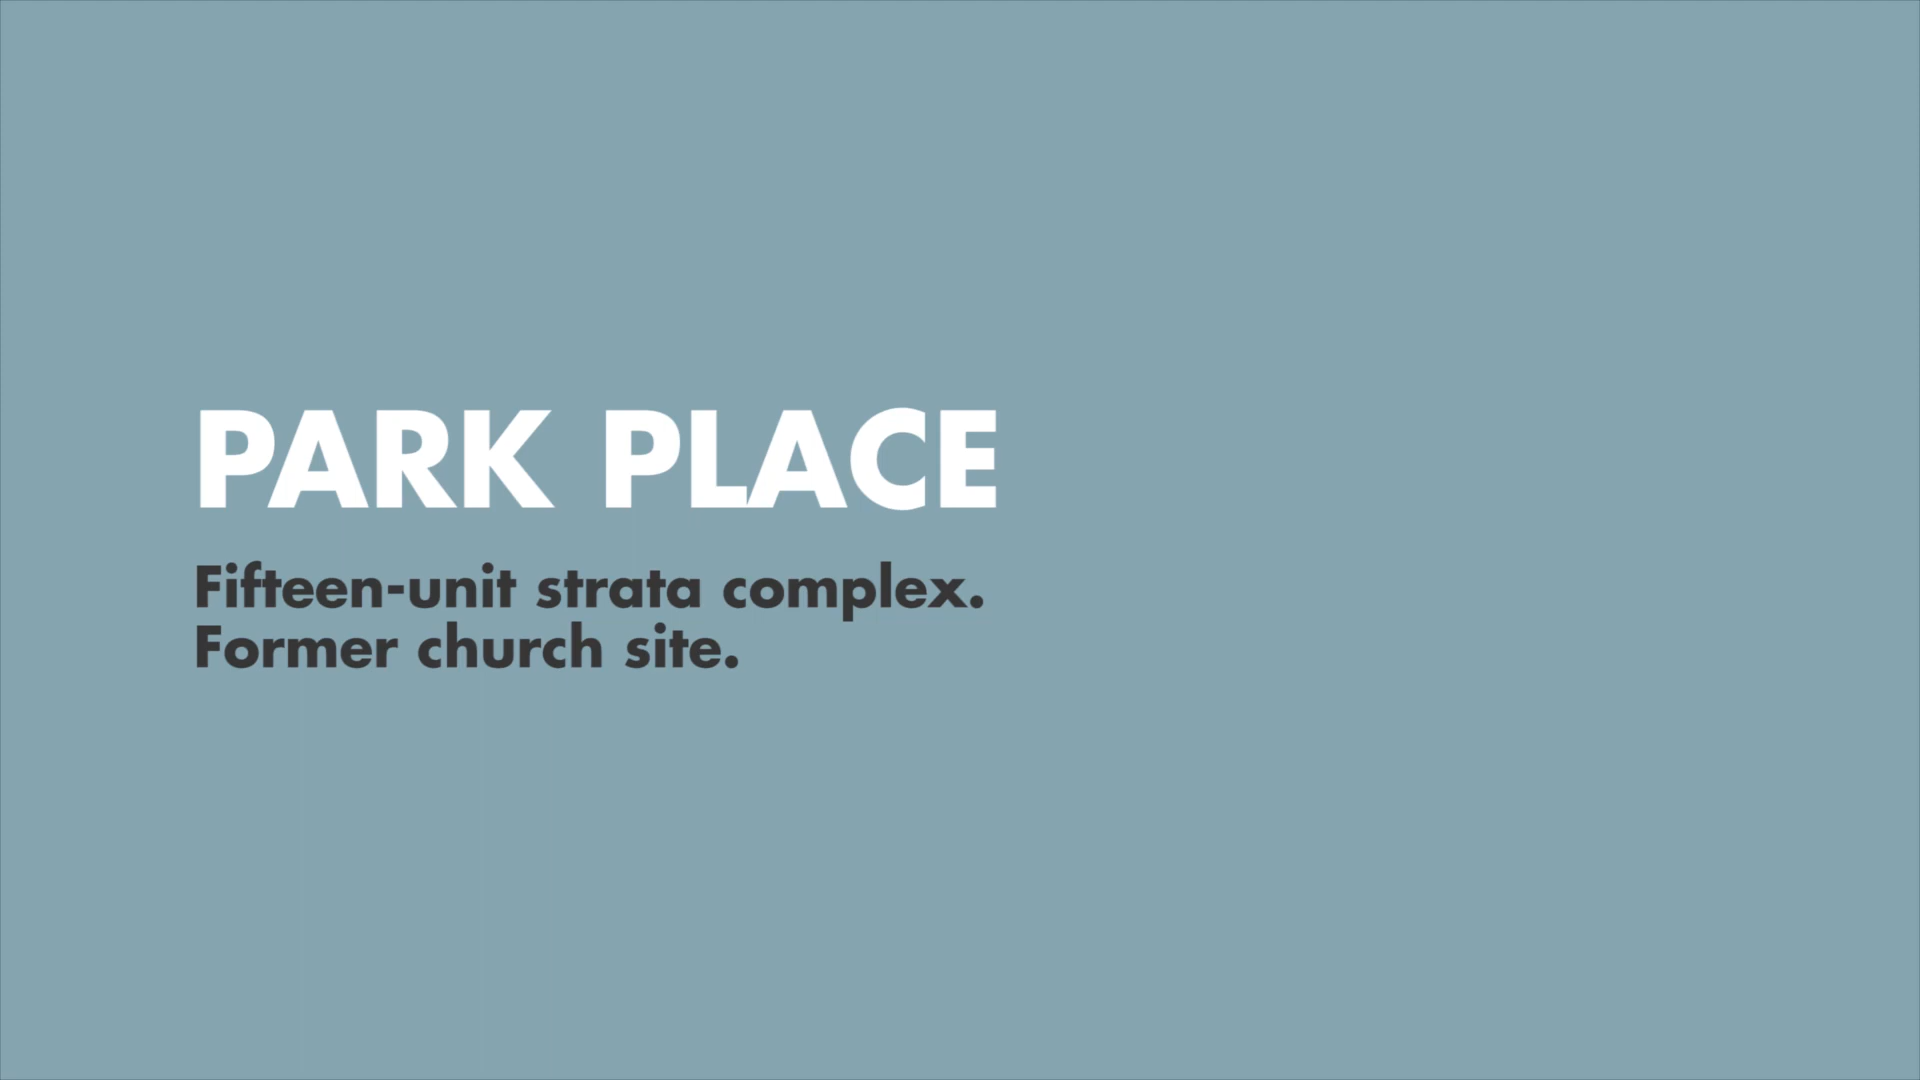 PARK PLACE
Fifteen-unit strata complex.
Former church site.